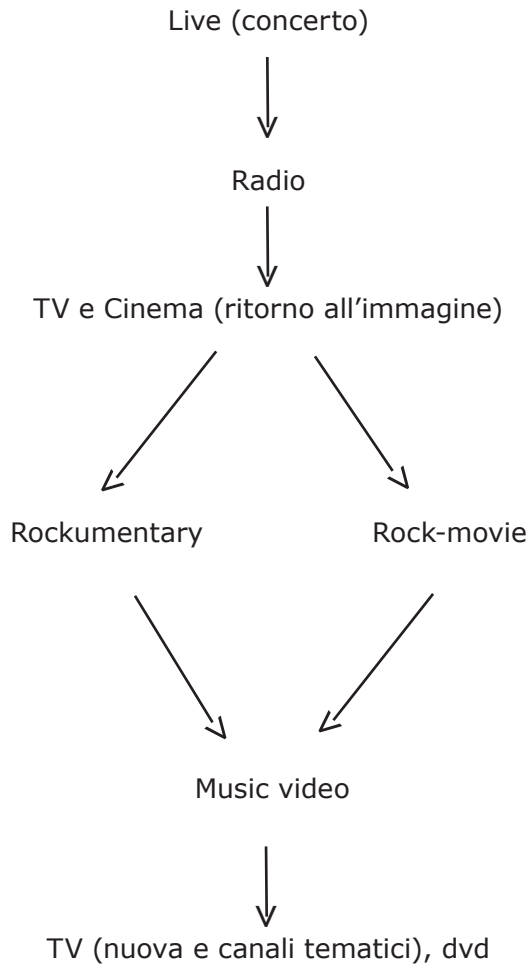 Live (concerto)
Radio
TV e Cinema (ritorno all’immagine)
Rockumentary
Rock-movie
Music video
TV (nuova e canali tematici), dvd